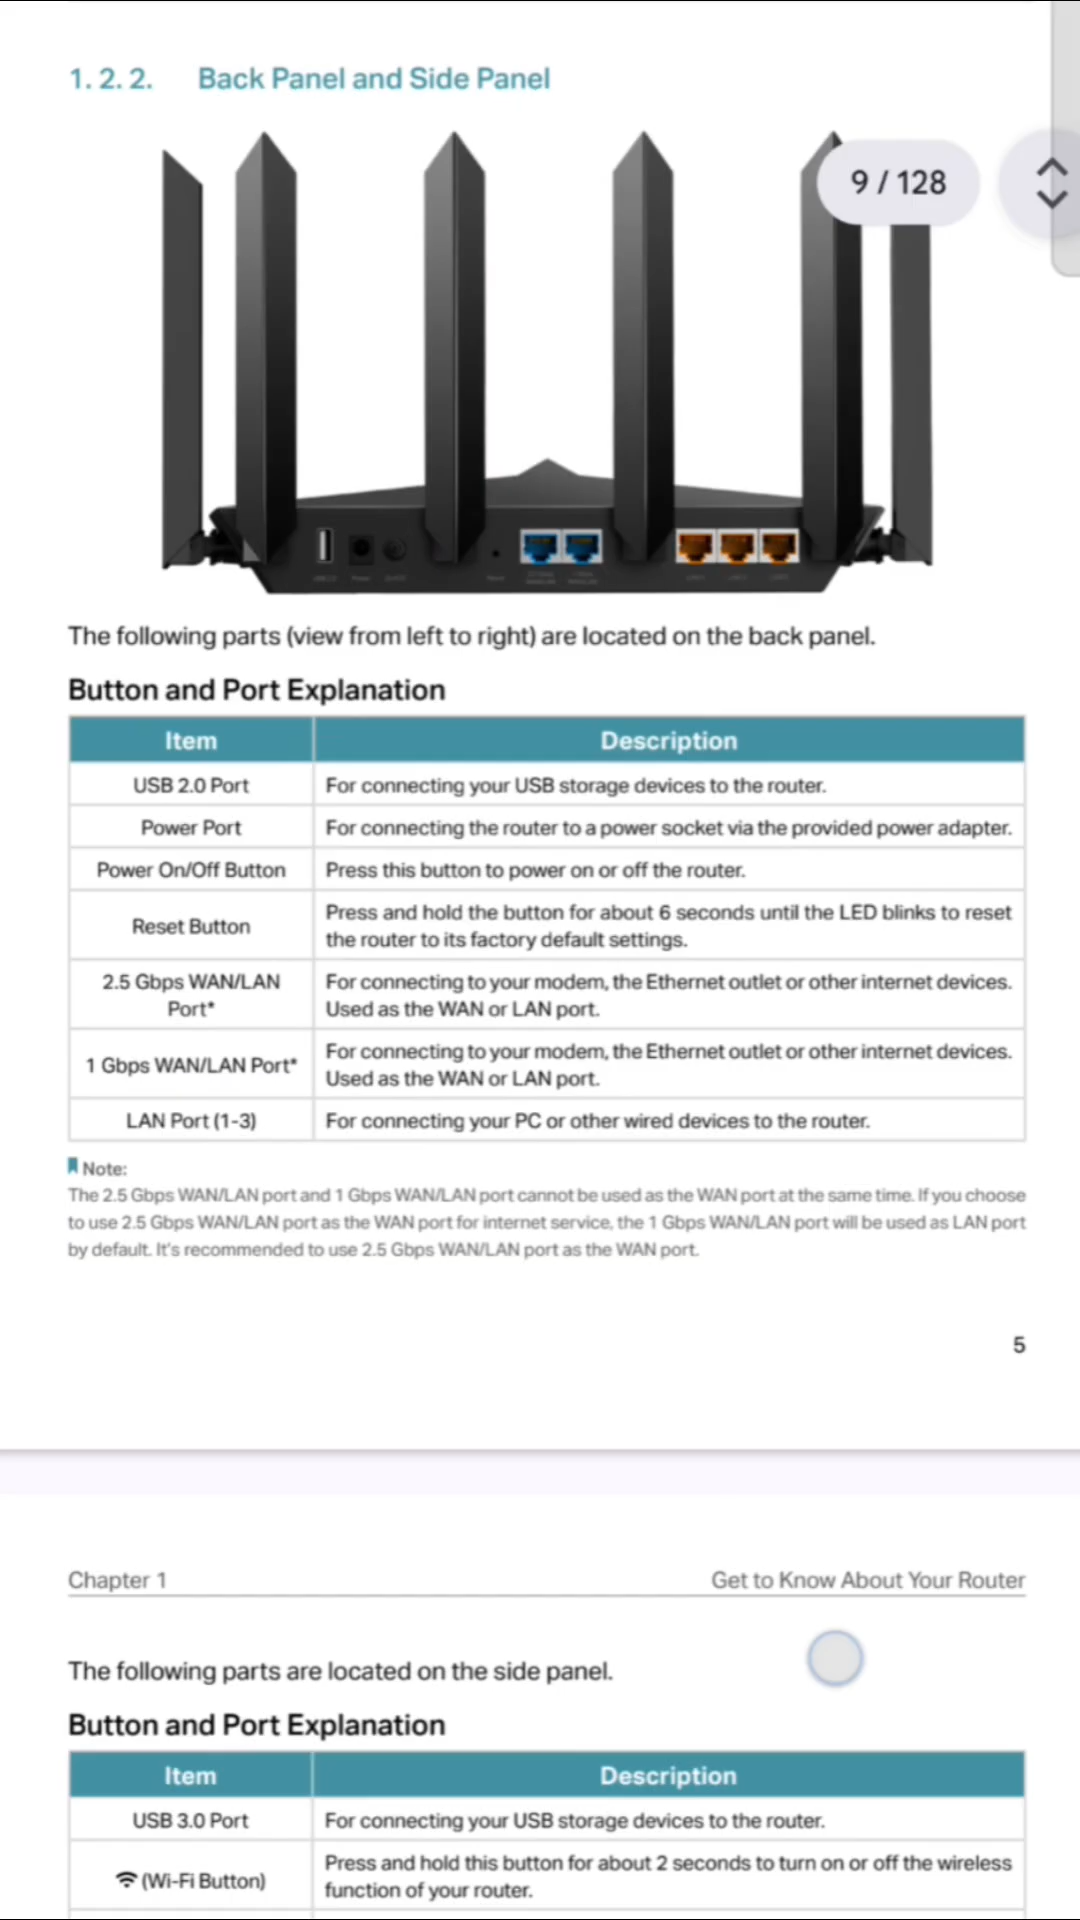 1. 2. 2. Back Panel and Side Panel
9 / 128
The following parts (view from left to right) are located on the back panel.
Button and Port Explanation
Item Description
USB 2.0 Port For connecting your USB storage devices to the router.
Power Port For connecting the router to a power socket via the provided power adapter.
Power On/Off Button Press this button to power on or off the router.
Reset Button Press and hold the button for about 6 seconds until the LED blinks to reset
the router to its factory default settings.
2.5 Gbps WAN/LAN
Port*
For connecting to your modem, the Ethernet outlet or other internet devices.
Used as the WAN or LAN port.
1 Gbps WAN/LAN Port* For connecting to your modem, the Ethernet outlet or other internet devices.
Used as the WAN or LAN port.
LAN Port (1-3) For connecting your PC or other wired devices to the router.
Note:
The 2.5 Gbps WAN/LAN port and 1 Gbps WAN/LAN port cannot be used as the WAN port at the same time. If you choose
to use 2.5 Gbps WAN/LAN port as the WAN port for internet service, the 1 Gbps WAN/LAN port will be used as LAN port
by default. It's recommended to use 2.5 Gbps WAN/LAN port as the WAN port.
5
Chapter 1 Get to Know About Your Router
The following parts are located on the side panel.
Button and Port Explanation
Item Description
USB 3.0 Port For connecting your USB storage devices to the router.
(Wi-Fi Button) Press and hold this button for about 2 seconds to turn on or off the wireless
function of your router.